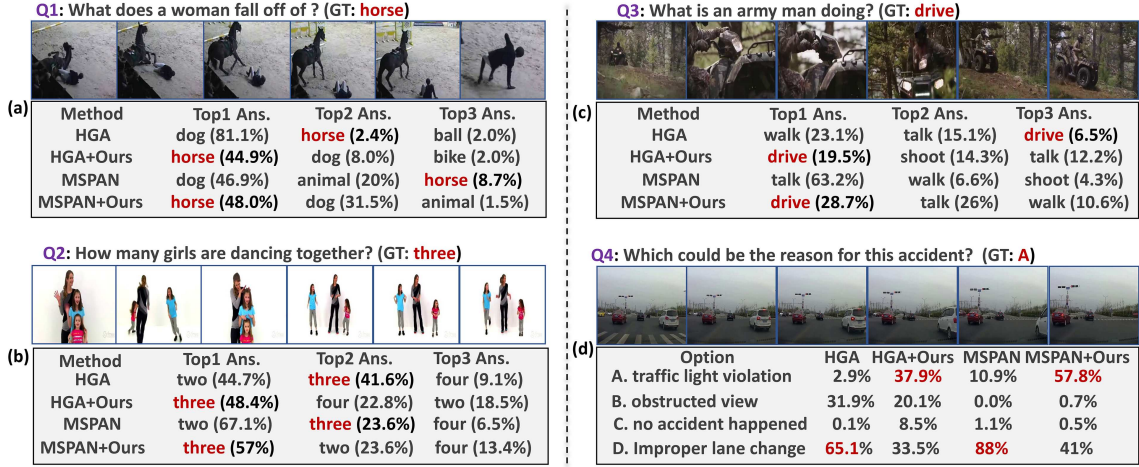 Q1: What does a woman fall off of ? (GT: horse)
(a)
Method Top1 Ans. Top2 Ans. Top3 Ans.
HGA dog (81.1%) horse (2.4%) ball (2.0%)
HGA+Ours horse (44.9%) dog (8.0%) bike (2.0%)
MSPAN dog (46.9%) animal (20%) horse (8.7%)
MSPAN+Ours horse (48.0%) dog (31.5%) animal (1.5%)
Q2: How many girls are dancing together? (GT: three)
(b)
Method Top1 Ans. Top2 Ans. Top3 Ans.
HGA two (44.7%) three (41.6%) four (9.1%)
HGA+Ours three (48.4%) four (22.8%) two (18.5%)
MSPAN two (67.1%) three (23.6%) four (6.5%)
MSPAN+Ours three (57%) two (23.6%) four (13.4%)
Q3: What is an army man doing? (GT: drive)
(c)
Method Top1 Ans. Top2 Ans. Top3 Ans.
HGA walk (23.1%) talk (15.1%) drive (6.5%)
HGA+Ours drive (19.5%) shoot (14.3%) talk (12.2%)
MSPAN talk (63.2%) walk (6.6%) shoot (4.3%)
MSPAN+Ours drive (28.7%) talk (26%) walk (10.6%)
Q4: Which could be the reason for this accident? (GT: A)
(d)
Option HGA HGA+Ours MSPAN MSPAN+Ours
A. traffic light violation 2.9% 37.9% 10.9% 57.8%
B. obstructed view 31.9% 20.1% 0.0% 0.7%
C. no accident happened 0.1% 8.5% 1.1% 0.5%
D. Improper lane change 65.1% 33.5% 88% 41%